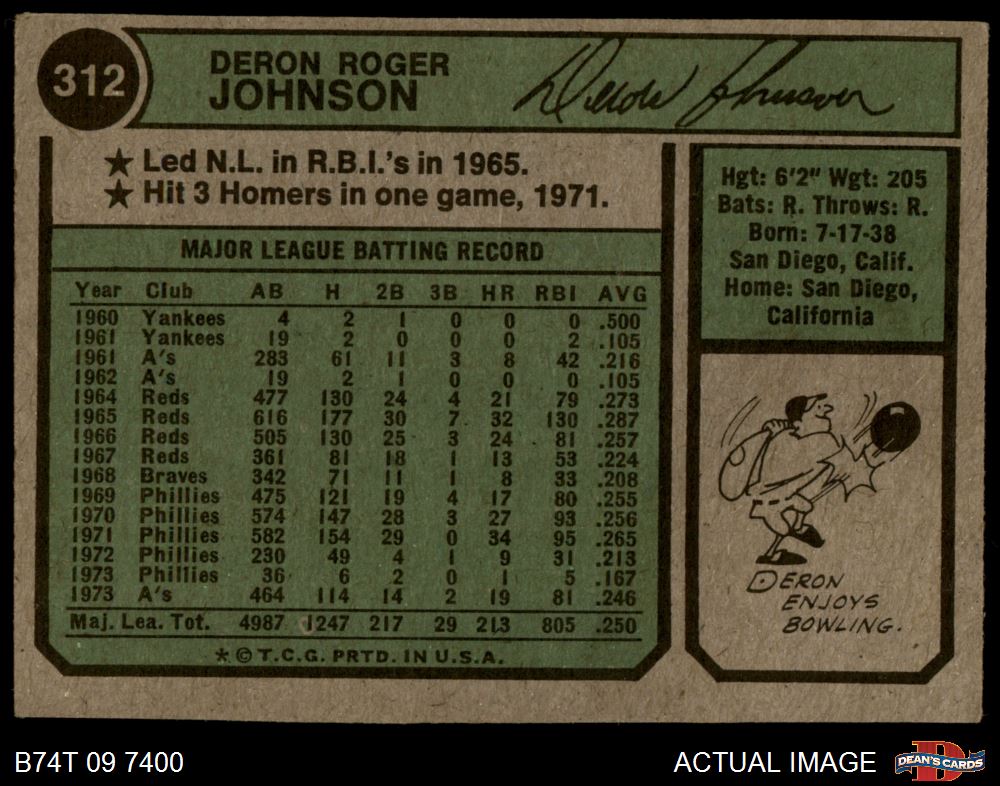 312
DERON ROGER
JOHNSON
Deron Johnson
★ Led N.L. in R.B.I.'s in 1965.
★ Hit 3 Homers in one game, 1971.
MAJOR LEAGUE BATTING RECORD
Year Club AB H 2B 3B HR RBI AVG
1960 Yankees 4 2 1 0 0 0 .500
1961 Yankees 19 2 0 0 0 2 .105
1961 A's 283 61 11 3 8 42 .216
1962 A's 19 2 1 0 0 0 .105
1964 Reds 477 130 24 4 21 79 .273
1965 Reds 616 177 30 7 32 130 .287
1966 Reds 505 130 25 3 24 81 .257
1967 Reds 361 81 18 1 13 53 .224
1968 Braves 342 71 11 1 8 33 .208
1969 Phillies 475 121 19 4 17 80 .255
1970 Phillies 574 147 28 3 27 93 .256
1971 Phillies 582 154 29 0 34 95 .265
1972 Phillies 230 49 4 1 9 31 .213
1973 Phillies 36 6 2 0 1 5 .167
1973 A's 464 114 14 2 19 81 .246
Maj. Lea. Tot. 4987 1247 217 29 213 805 .250
★ © T.C.G. PRTD. IN U.S.A.
Hgt: 6'2" Wgt: 205
Bats: R. Throws: R.
Born: 7-17-38
San Diego, Calif.
Home: San Diego,
California
DERON
ENJOYS
BOWLING.
B74T 09 7400
ACTUAL IMAGE
DEAN'S CARDS